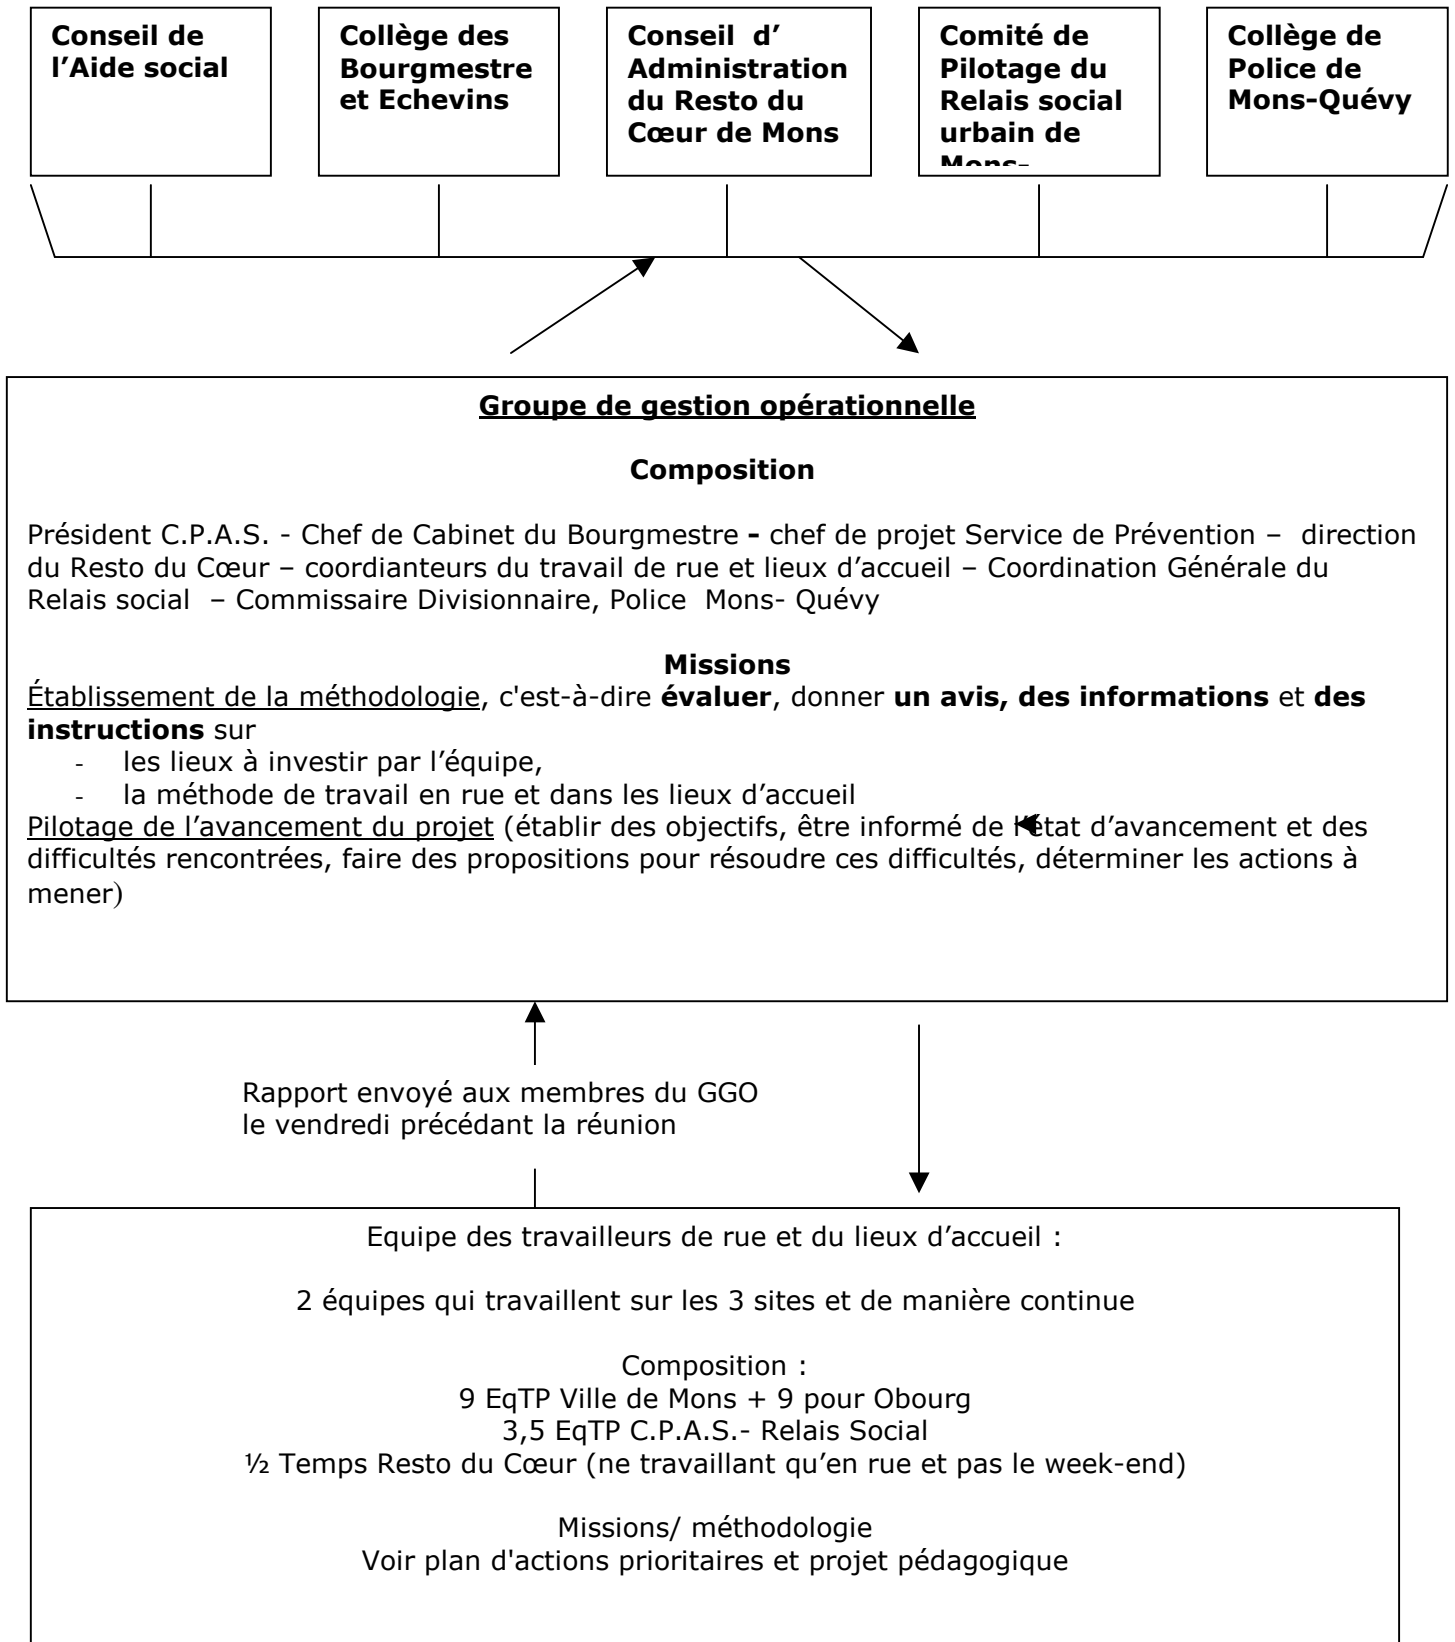 Conseil de
l’Aide social
Collège des
Bourgmestre
et Echevins
Conseil d’
Administration
du Resto du
Cœur de Mons
Comité de
Pilotage du
Relais social
urbain de
Mons-
Collège de
Police de
Mons-Quévy
Groupe de gestion opérationnelle
Composition
Président C.P.A.S. - Chef de Cabinet du Bourgmestre - chef de projet Service de Prévention – direction
du Resto du Cœur – coordianteurs du travail de rue et lieux d’accueil – Coordination Générale du
Relais social – Commissaire Divisionnaire, Police Mons- Quévy
Missions
Établissement de la méthodologie, c'est-à-dire évaluer, donner un avis, des informations et des
instructions sur
- les lieux à investir par l’équipe,
- la méthode de travail en rue et dans les lieux d’accueil
Pilotage de l’avancement du projet (établir des objectifs, être informé de l’état d’avancement et des
difficultés rencontrées, faire des propositions pour résoudre ces difficultés, déterminer les actions à
mener)
Rapport envoyé aux membres du GGO
le vendredi précédant la réunion
Equipe des travailleurs de rue et du lieux d’accueil :
2 équipes qui travaillent sur les 3 sites et de manière continue
Composition :
9 EqTP Ville de Mons + 9 pour Obourg
3,5 EqTP C.P.A.S.- Relais Social
½ Temps Resto du Cœur (ne travaillant qu’en rue et pas le week-end)
Missions/ méthodologie
Voir plan d'actions prioritaires et projet pédagogique